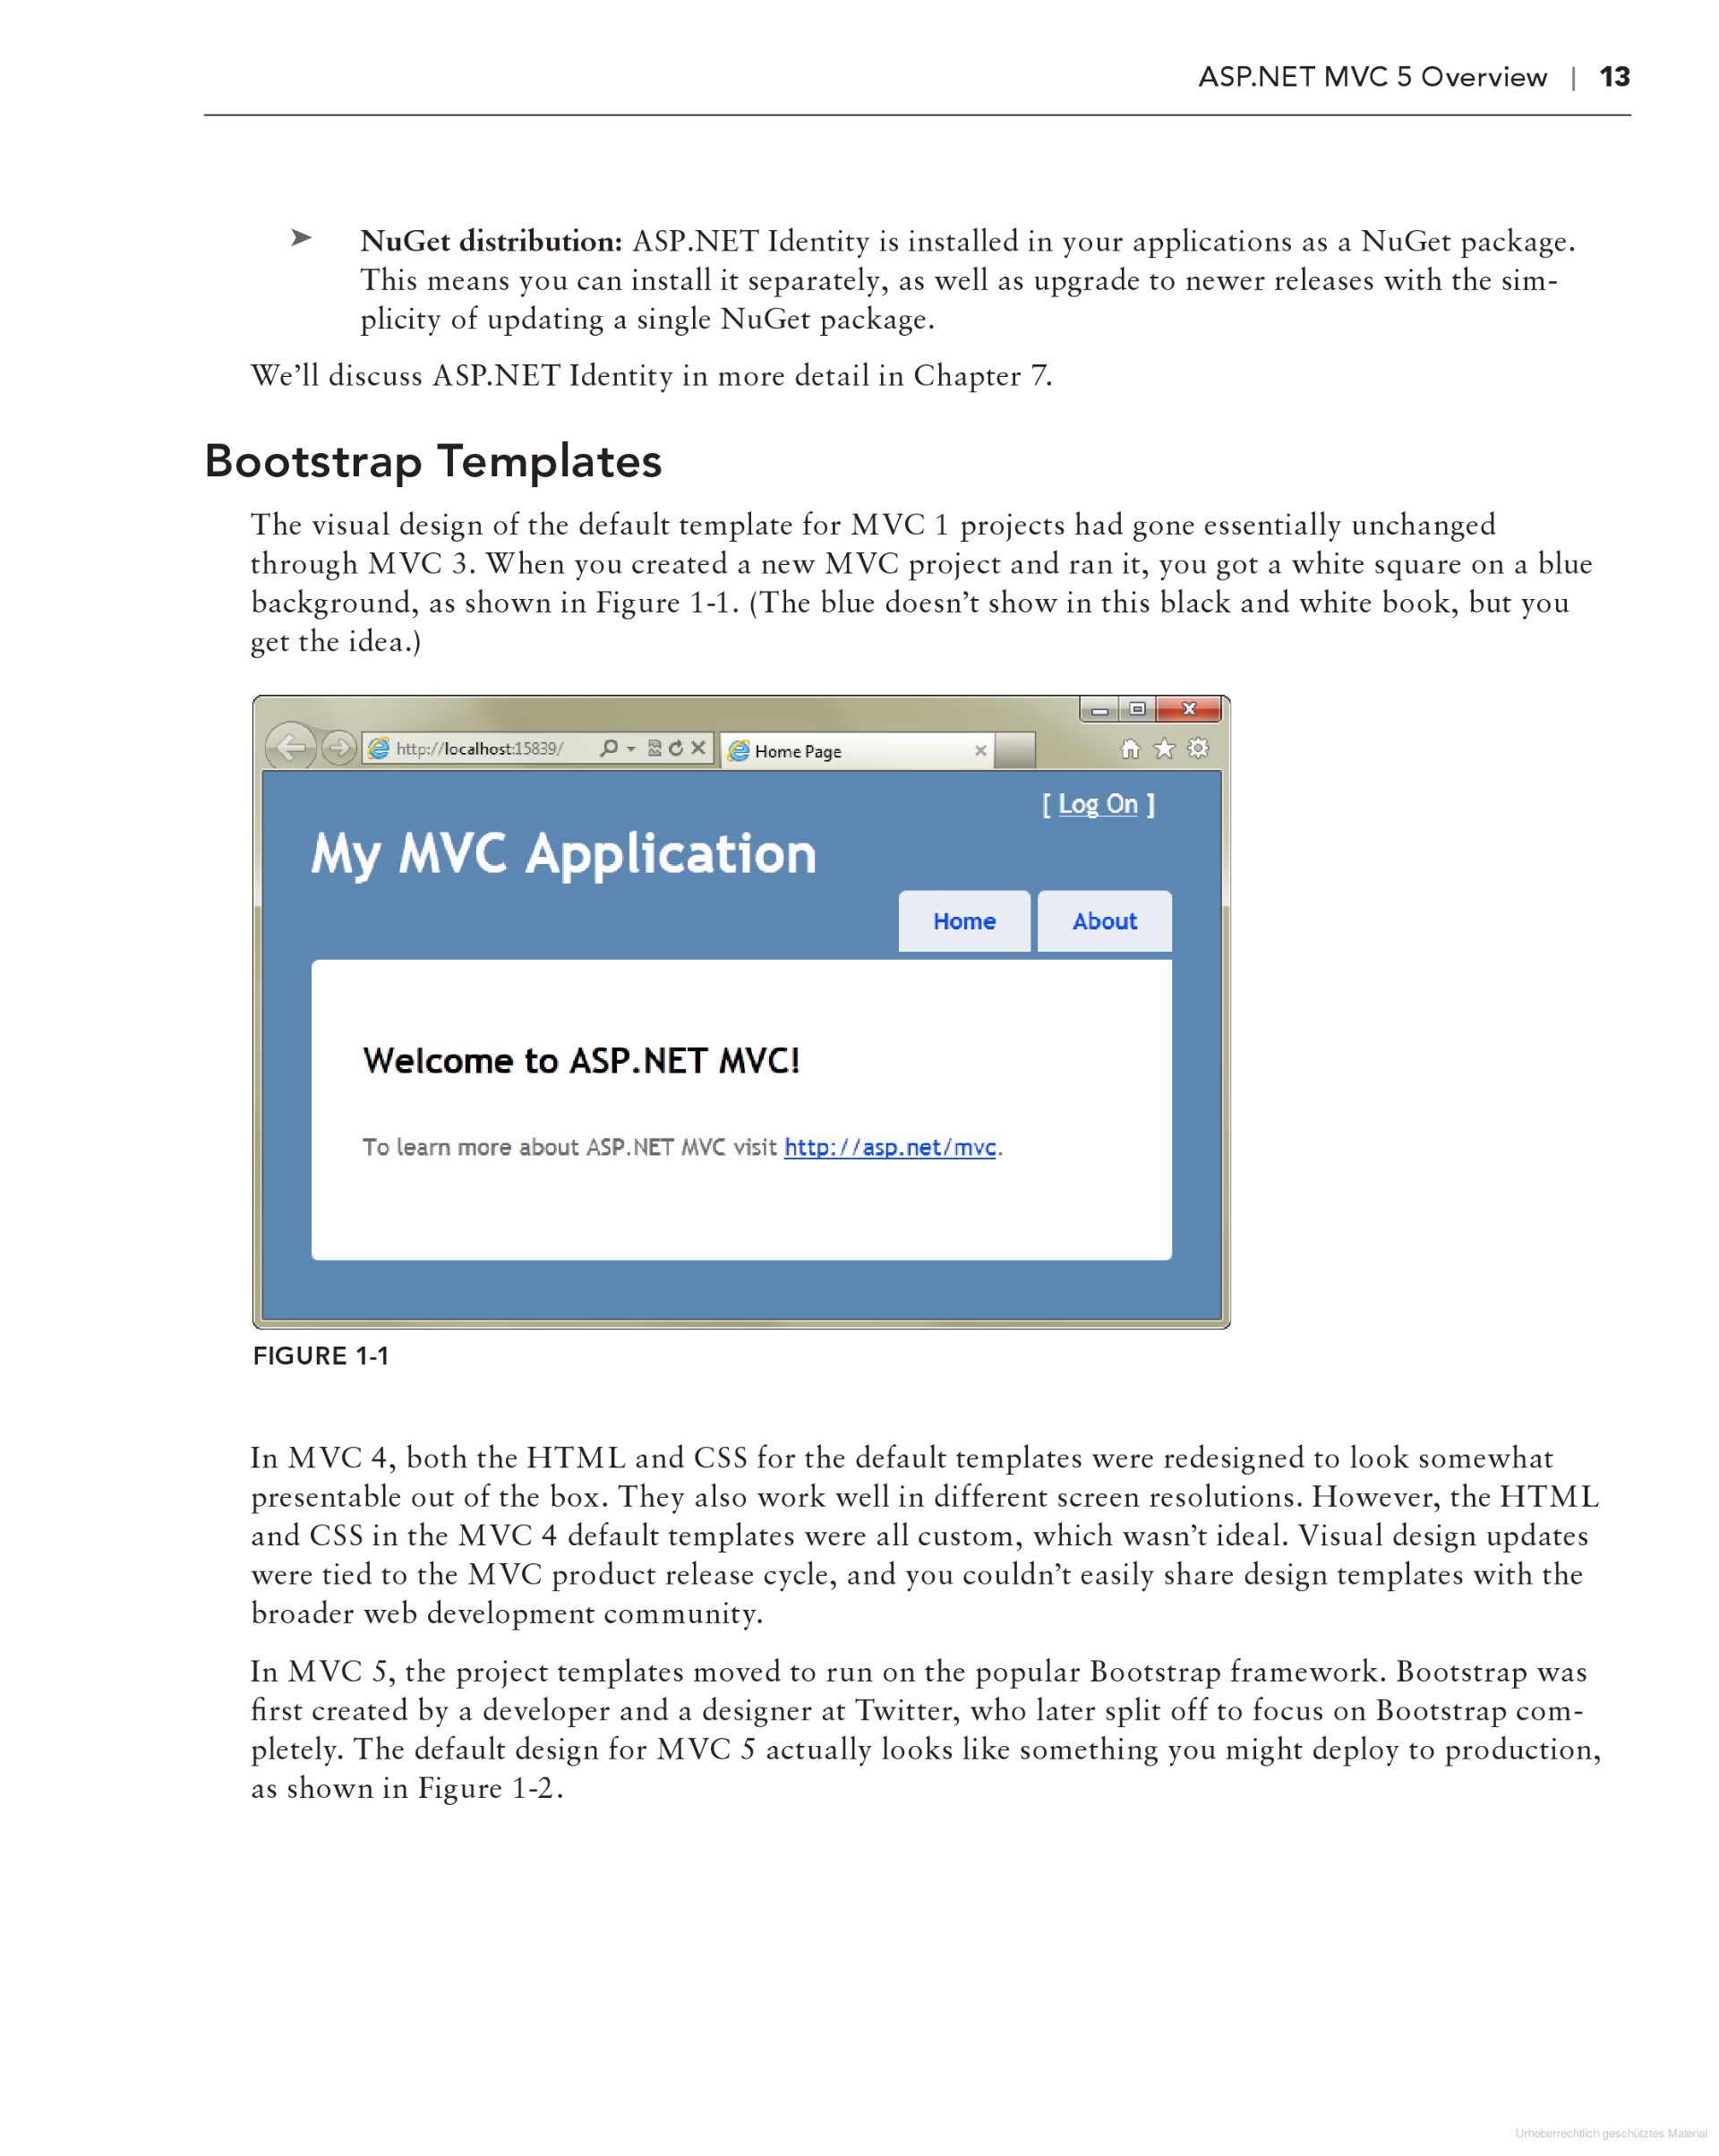 ASP.NET MVC 5 Overview | 13
➤ NuGet distribution: ASP.NET Identity is installed in your applications as a NuGet package.
This means you can install it separately, as well as upgrade to newer releases with the sim-
plicity of updating a single NuGet package.
We’ll discuss ASP.NET Identity in more detail in Chapter 7.
Bootstrap Templates
The visual design of the default template for MVC 1 projects had gone essentially unchanged
through MVC 3. When you created a new MVC project and ran it, you got a white square on a blue
background, as shown in Figure 1-1. (The blue doesn’t show in this black and white book, but you
get the idea.)
http://localhost:15839/ Home Page
[ Log On ]
My MVC Application
Home About
Welcome to ASP.NET MVC!
To learn more about ASP.NET MVC visit http://asp.net/mvc.
FIGURE 1-1
In MVC 4, both the HTML and CSS for the default templates were redesigned to look somewhat
presentable out of the box. They also work well in different screen resolutions. However, the HTML
and CSS in the MVC 4 default templates were all custom, which wasn’t ideal. Visual design updates
were tied to the MVC product release cycle, and you couldn’t easily share design templates with the
broader web development community.
In MVC 5, the project templates moved to run on the popular Bootstrap framework. Bootstrap was
first created by a developer and a designer at Twitter, who later split off to focus on Bootstrap com-
pletely. The default design for MVC 5 actually looks like something you might deploy to production,
as shown in Figure 1-2.
Urheberrechtlich geschütztes Material